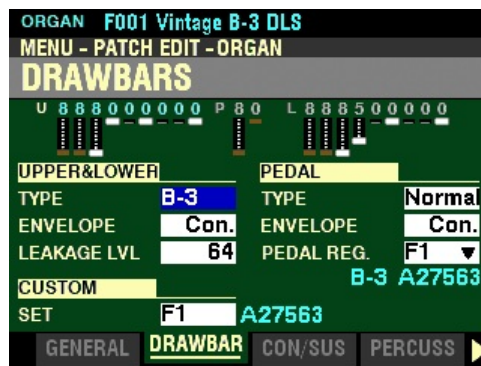 ORGAN F001 Vintage B-3 DLS
MENU - PATCH EDIT - ORGAN
DRAWBARS
U 888000000 P 80 L 888500000
UPPER&LOWER PEDAL
TYPE B-3 TYPE Normal
ENVELOPE Con. ENVELOPE Con.
LEAKAGE LVL 64 PEDAL REG. F1 ▼
B-3 A27563
CUSTOM
SET F1 A27563
GENERAL DRAWBAR CON/SUS PERCUSS